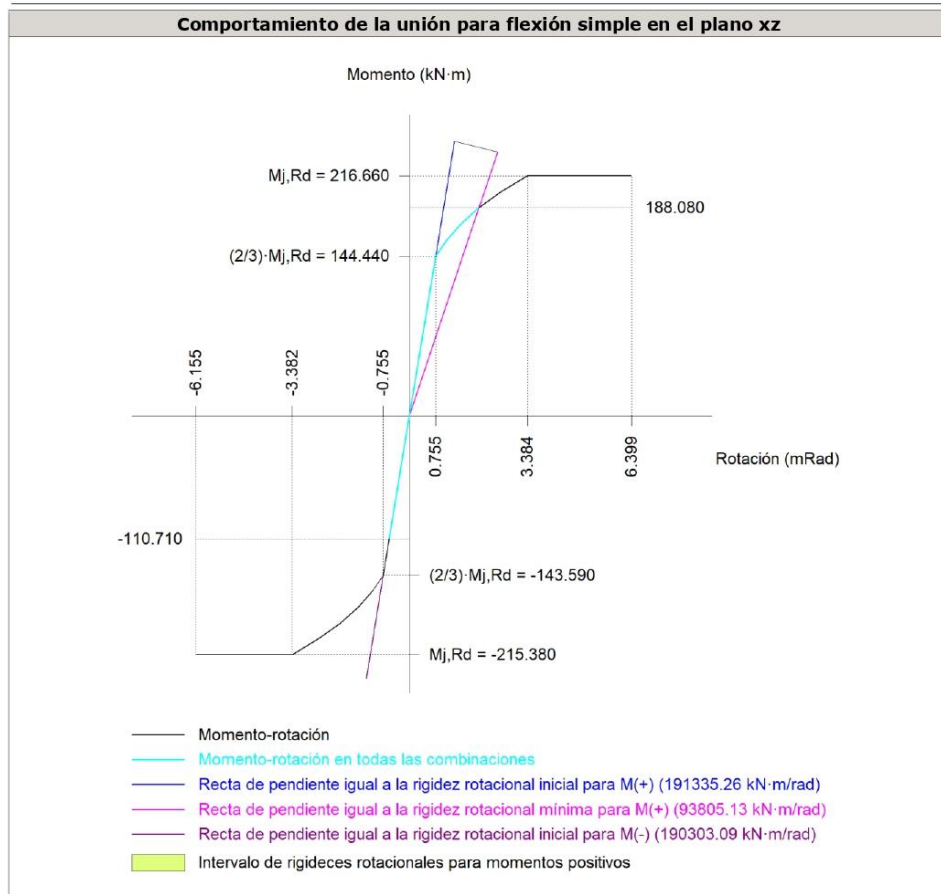 Comportamiento de la unión para flexión simple en el plano xz
Momento (kN·m)
Mj,Rd = 216.660
188.080
(2/3)·Mj,Rd = 144.440
-6.155
-3.382
-0.755
0.755
3.384
6.399
Rotación (mRad)
-110.710
(2/3)·Mj,Rd = -143.590
Mj,Rd = -215.380
Momento-rotación
Momento-rotación en todas las combinaciones
Recta de pendiente igual a la rigidez rotacional inicial para M(+) (191335.26 kN·m/rad)
Recta de pendiente igual a la rigidez rotacional mínima para M(+) (93805.13 kN·m/rad)
Recta de pendiente igual a la rigidez rotacional inicial para M(-) (190303.09 kN·m/rad)
Intervalo de rigideces rotacionales para momentos positivos